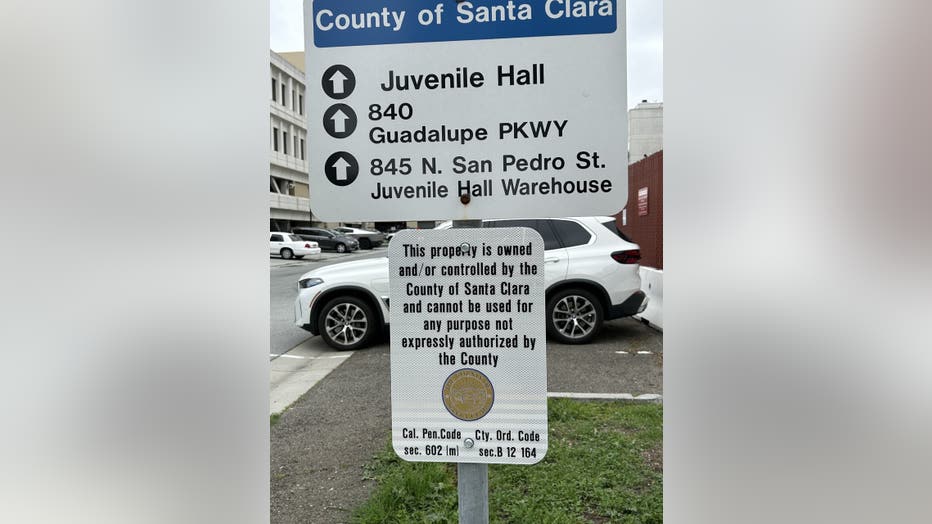 County of Santa Clara
Juvenile Hall
840
Guadalupe PKWY
845 N. San Pedro St.
Juvenile Hall Warehouse
This property is owned
and/or controlled by the
County of Santa Clara
and cannot be used for
any purpose not
expressly authorized by
the County
Cal. Pen.Code Cty. Ord. Code
sec. 602 (m) sec.B 12 164